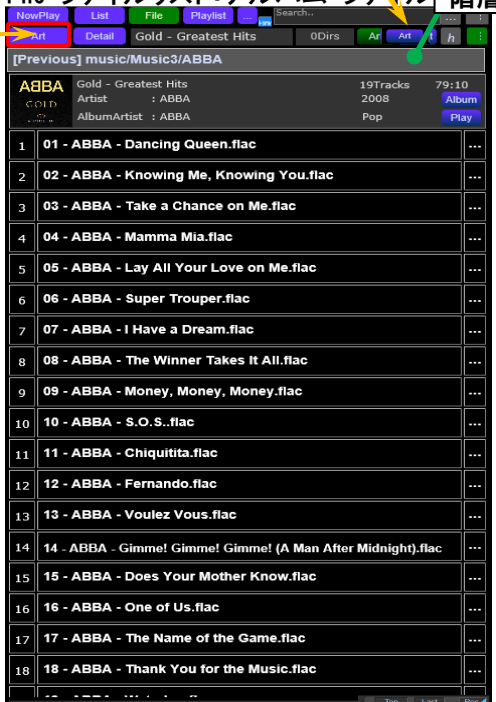 NowPlay List File Playlist ... Search.. ...
Art Detail Gold - Greatest Hits 0Dirs Ar Art t h
[Previous] music/Music3/ABBA
ABBA
GOLD
Gold - Greatest Hits 19Tracks 79:10
Artist : ABBA 2008 Album
AlbumArtist : ABBA Pop Play
1 01 - ABBA - Dancing Queen.flac ...
2 02 - ABBA - Knowing Me, Knowing You.flac ...
3 03 - ABBA - Take a Chance on Me.flac ...
4 04 - ABBA - Mamma Mia.flac ...
5 05 - ABBA - Lay All Your Love on Me.flac ...
6 06 - ABBA - Super Trouper.flac ...
7 07 - ABBA - I Have a Dream.flac ...
8 08 - ABBA - The Winner Takes It All.flac ...
9 09 - ABBA - Money, Money, Money.flac ...
10 10 - ABBA - S.O.S..flac ...
11 11 - ABBA - Chiquitita.flac ...
12 12 - ABBA - Fernando.flac ...
13 13 - ABBA - Voulez Vous.flac ...
14 14 - ABBA - Gimme! Gimme! Gimme! (A Man After Midnight).flac ...
15 15 - ABBA - Does Your Mother Know.flac ...
16 16 - ABBA - One of Us.flac ...
17 17 - ABBA - The Name of the Game.flac ...
18 18 - ABBA - Thank You for the Music.flac ...